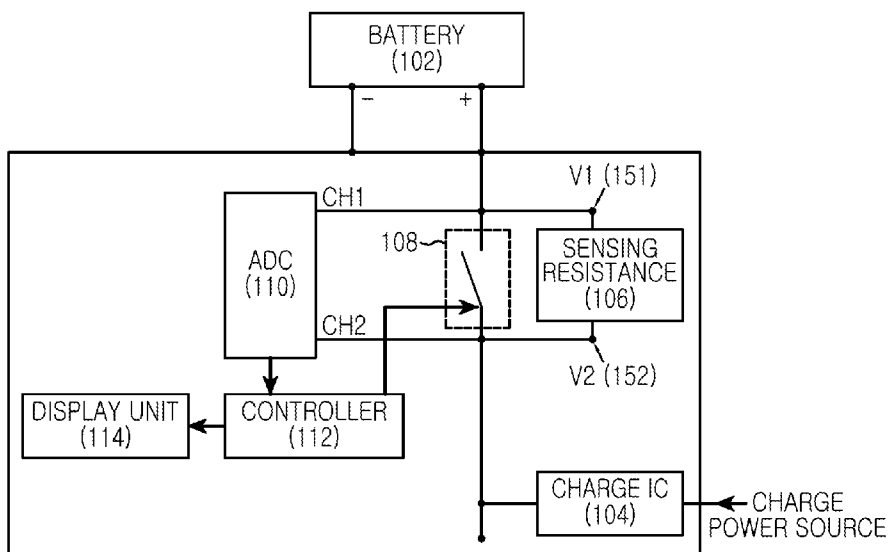 BATTERY
(102)
- +
V1 (151)
CH1
108
SENSING
RESISTANCE
(106)
ADC
(110)
CH2
V2 (152)
DISPLAY UNIT
(114)
CONTROLLER
(112)
CHARGE IC
(104)
CHARGE
POWER SOURCE